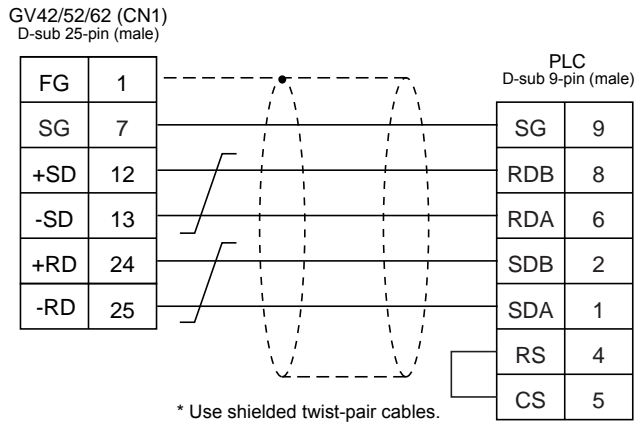 GV42/52/62 (CN1)
D-sub 25-pin (male)
PLC
D-sub 9-pin (male)
FG 1
SG 7
+SD 12
-SD 13
+RD 24
-RD 25
SG 9
RDB 8
RDA 6
SDB 2
SDA 1
RS 4
CS 5
* Use shielded twist-pair cables.